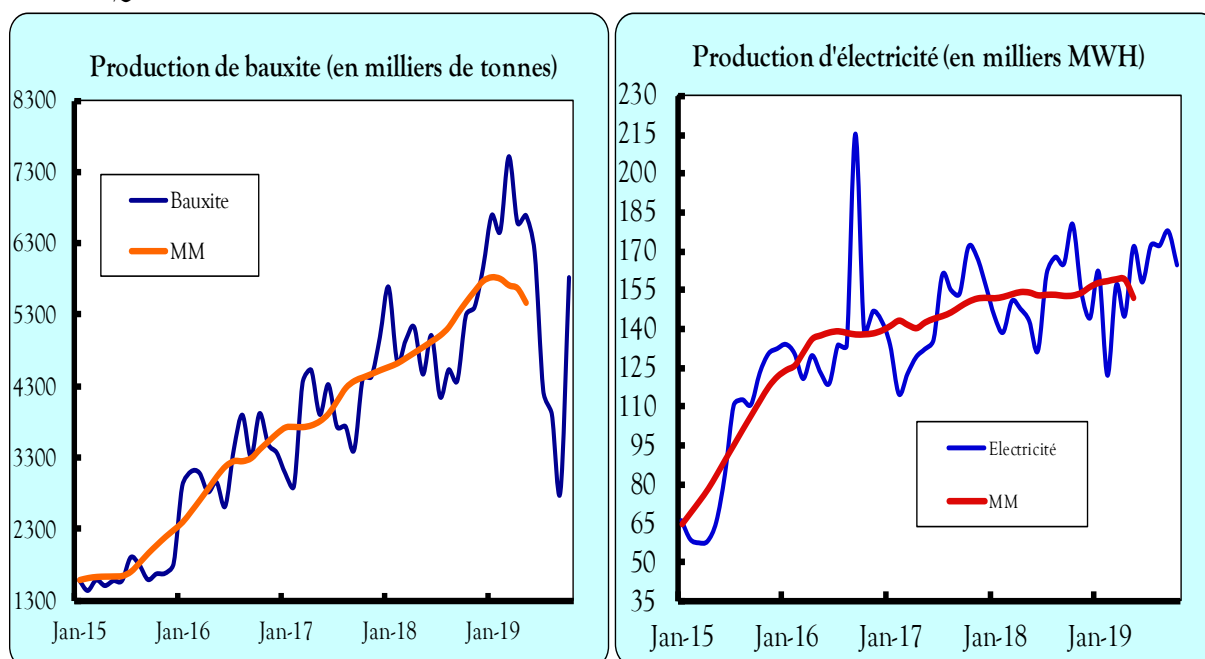 Production de bauxite (en milliers de tonnes)
8300
7300
6300
5300
4300
3300
2300
1300
Bauxite
MM
Jan-15 Jan-16 Jan-17 Jan-18 Jan-19
Production d'électricité (en milliers MWH)
230
215
200
185
170
155
140
125
110
95
80
65
50
35
Electricité
MM
Jan-15 Jan-16 Jan-17 Jan-18 Jan-19